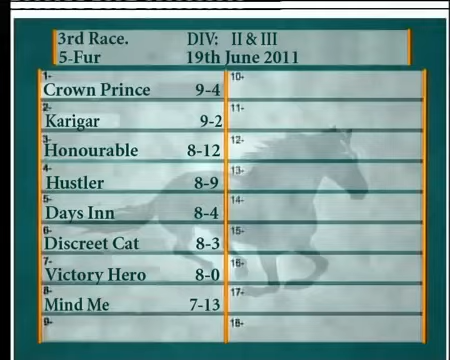 3rd Race. DIV: II & III
5-Fur 19th June 2011
1- Crown Prince 9-4
2- Karigar 9-2
3- Honourable 8-12
4- Hustler 8-9
5- Days Inn 8-4
6- Discreet Cat 8-3
7- Victory Hero 8-0
8- Mind Me 7-13
9-
10-
11-
12-
13-
14-
15-
16-
17-
18-